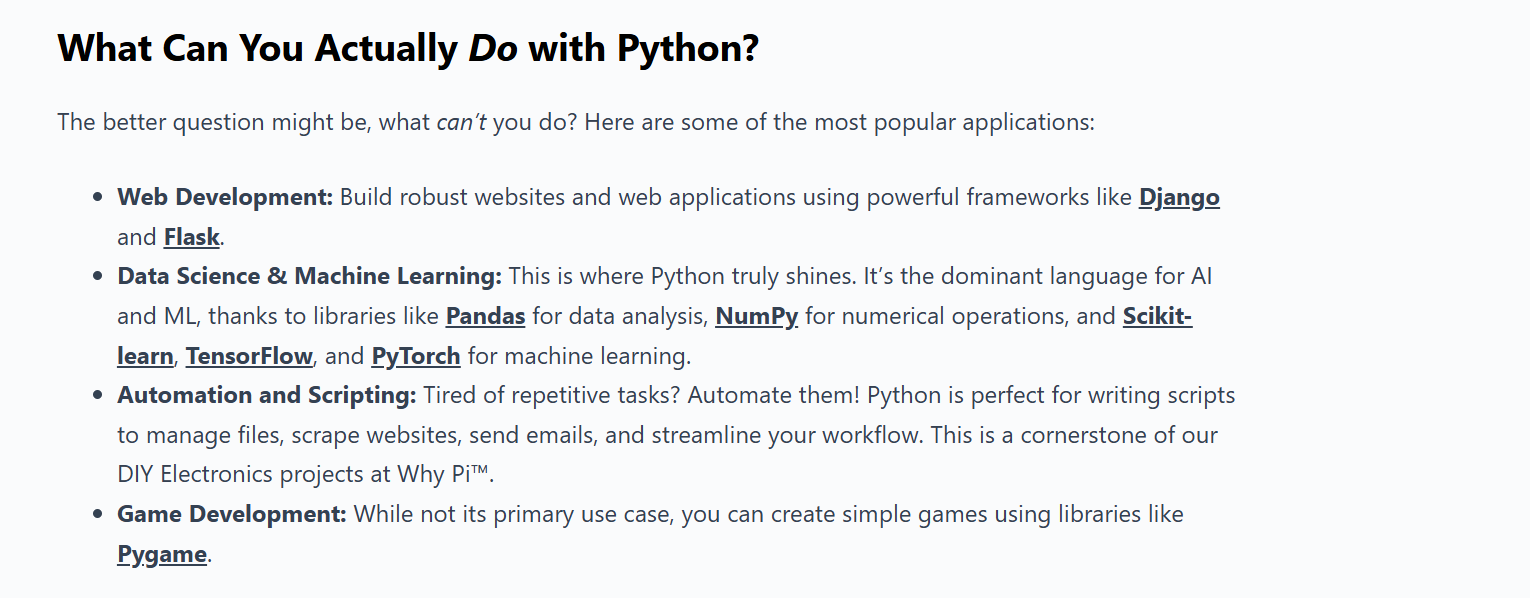 What Can You Actually Do with Python?
The better question might be, what can’t you do? Here are some of the most popular applications:
• Web Development: Build robust websites and web applications using powerful frameworks like Django
and Flask.
• Data Science & Machine Learning: This is where Python truly shines. It’s the dominant language for AI
and ML, thanks to libraries like Pandas for data analysis, NumPy for numerical operations, and Scikit-
learn, TensorFlow, and PyTorch for machine learning.
• Automation and Scripting: Tired of repetitive tasks? Automate them! Python is perfect for writing scripts
to manage files, scrape websites, send emails, and streamline your workflow. This is a cornerstone of our
DIY Electronics projects at Why Pi™.
• Game Development: While not its primary use case, you can create simple games using libraries like
Pygame.